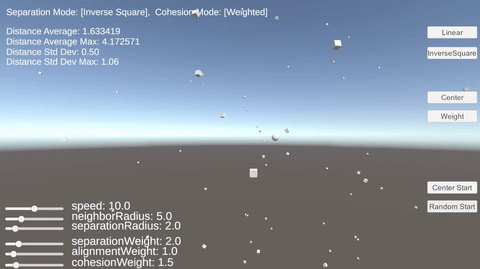 Separation Mode: [Inverse Square], Cohesion Mode: [Weighted]
Distance Average: 1.633419
Distance Average Max: 4.172571
Distance Std Dev: 0.50
Distance Std Dev Max: 1.06
Linear
InverseSquare
Center
Weight
Center Start
Random Start
speed: 10.0
neighborRadius: 5.0
separationRadius: 2.0
separationWeight: 2.0
alignmentWeight: 1.0
cohesionWeight: 1.5